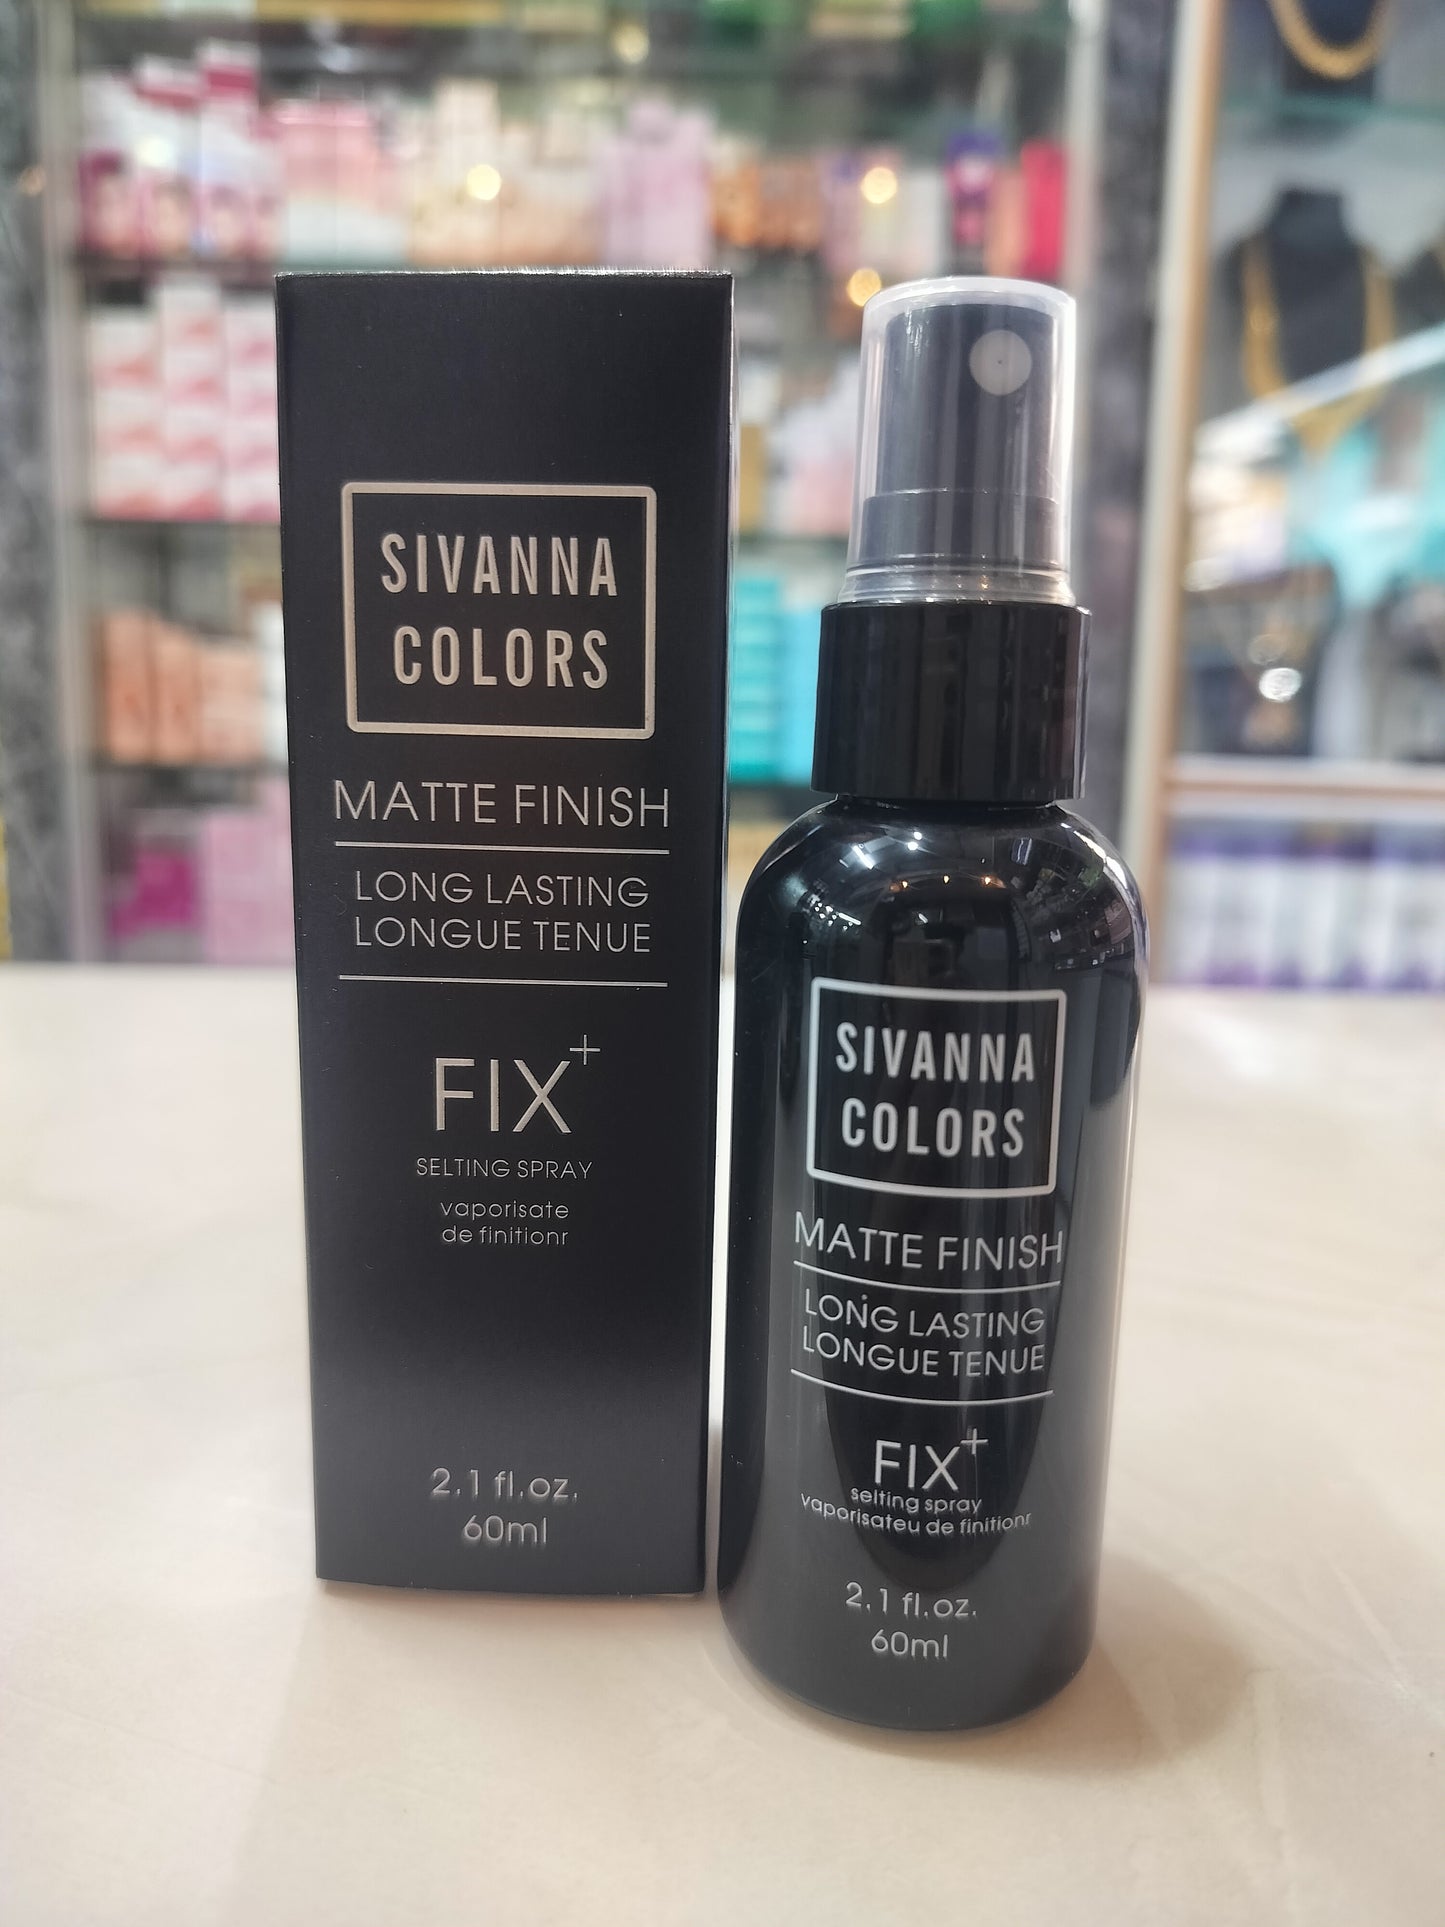 SIVANNA
COLORS
MATTE FINISH
LONG LASTING
LONGUE TENUE
FIX+
SELTING SPRAY
vaporisate
de finitionr
2.1 fl.oz.
60ml
SIVANNA
COLORS
MATTE FINISH
LONG LASTING
LONGUE TENUE
FIX+
selting spray
vaporisateu de finitionr
2.1 fl.oz.
60ml